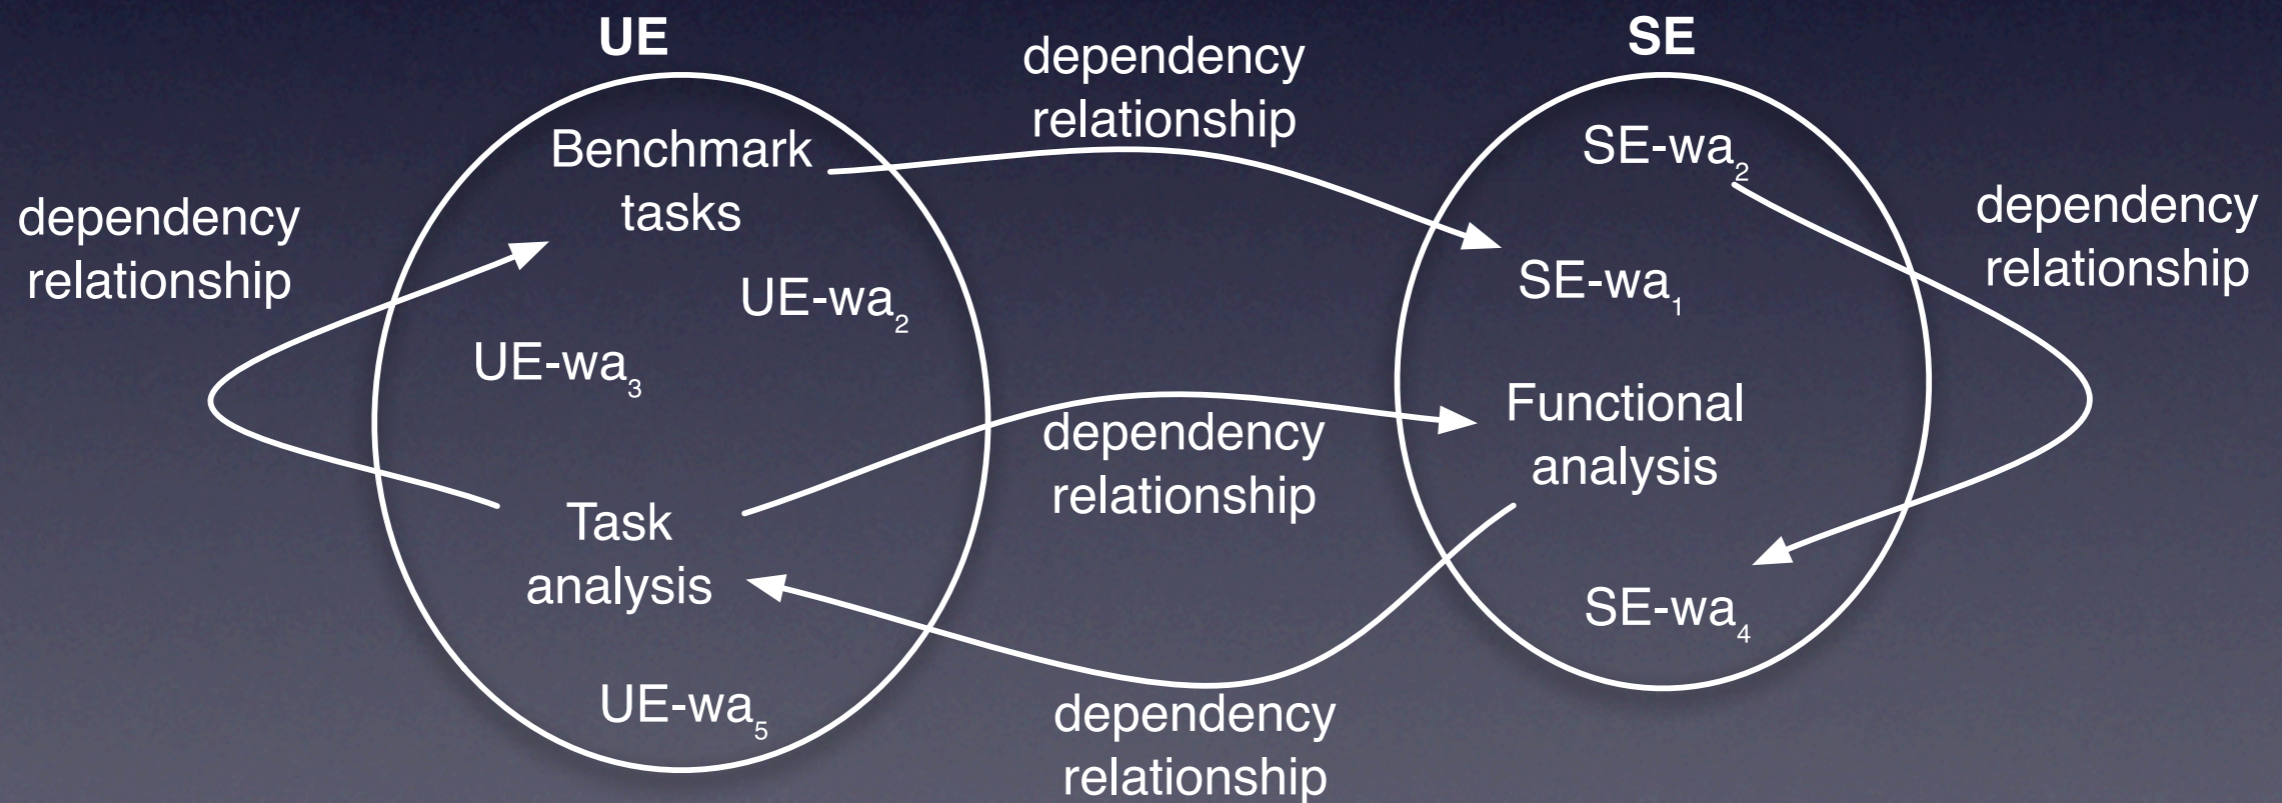 UE
SE
dependency
relationship
Benchmark
tasks
SE-wa₂
dependency
relationship
dependency
relationship
UE-wa₂
SE-wa₁
UE-wa₃
Functional
analysis
dependency
relationship
Task
analysis
SE-wa₄
UE-wa₅
dependency
relationship